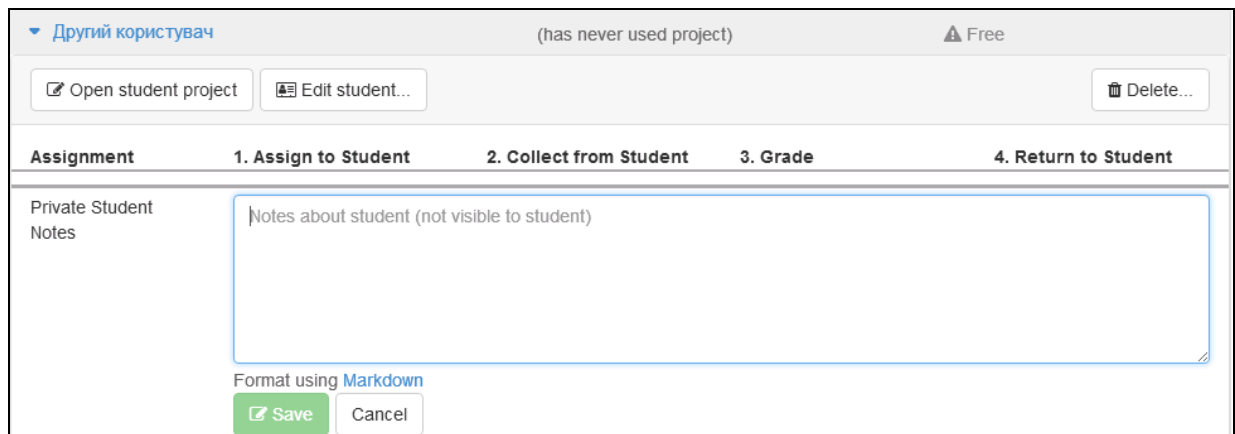 Другий користувач (has never used project) Free
Open student project Edit student... Delete...
Assignment 1. Assign to Student 2. Collect from Student 3. Grade 4. Return to Student
Private Student Notes about student (not visible to student)
Notes
Format using Markdown
Save Cancel